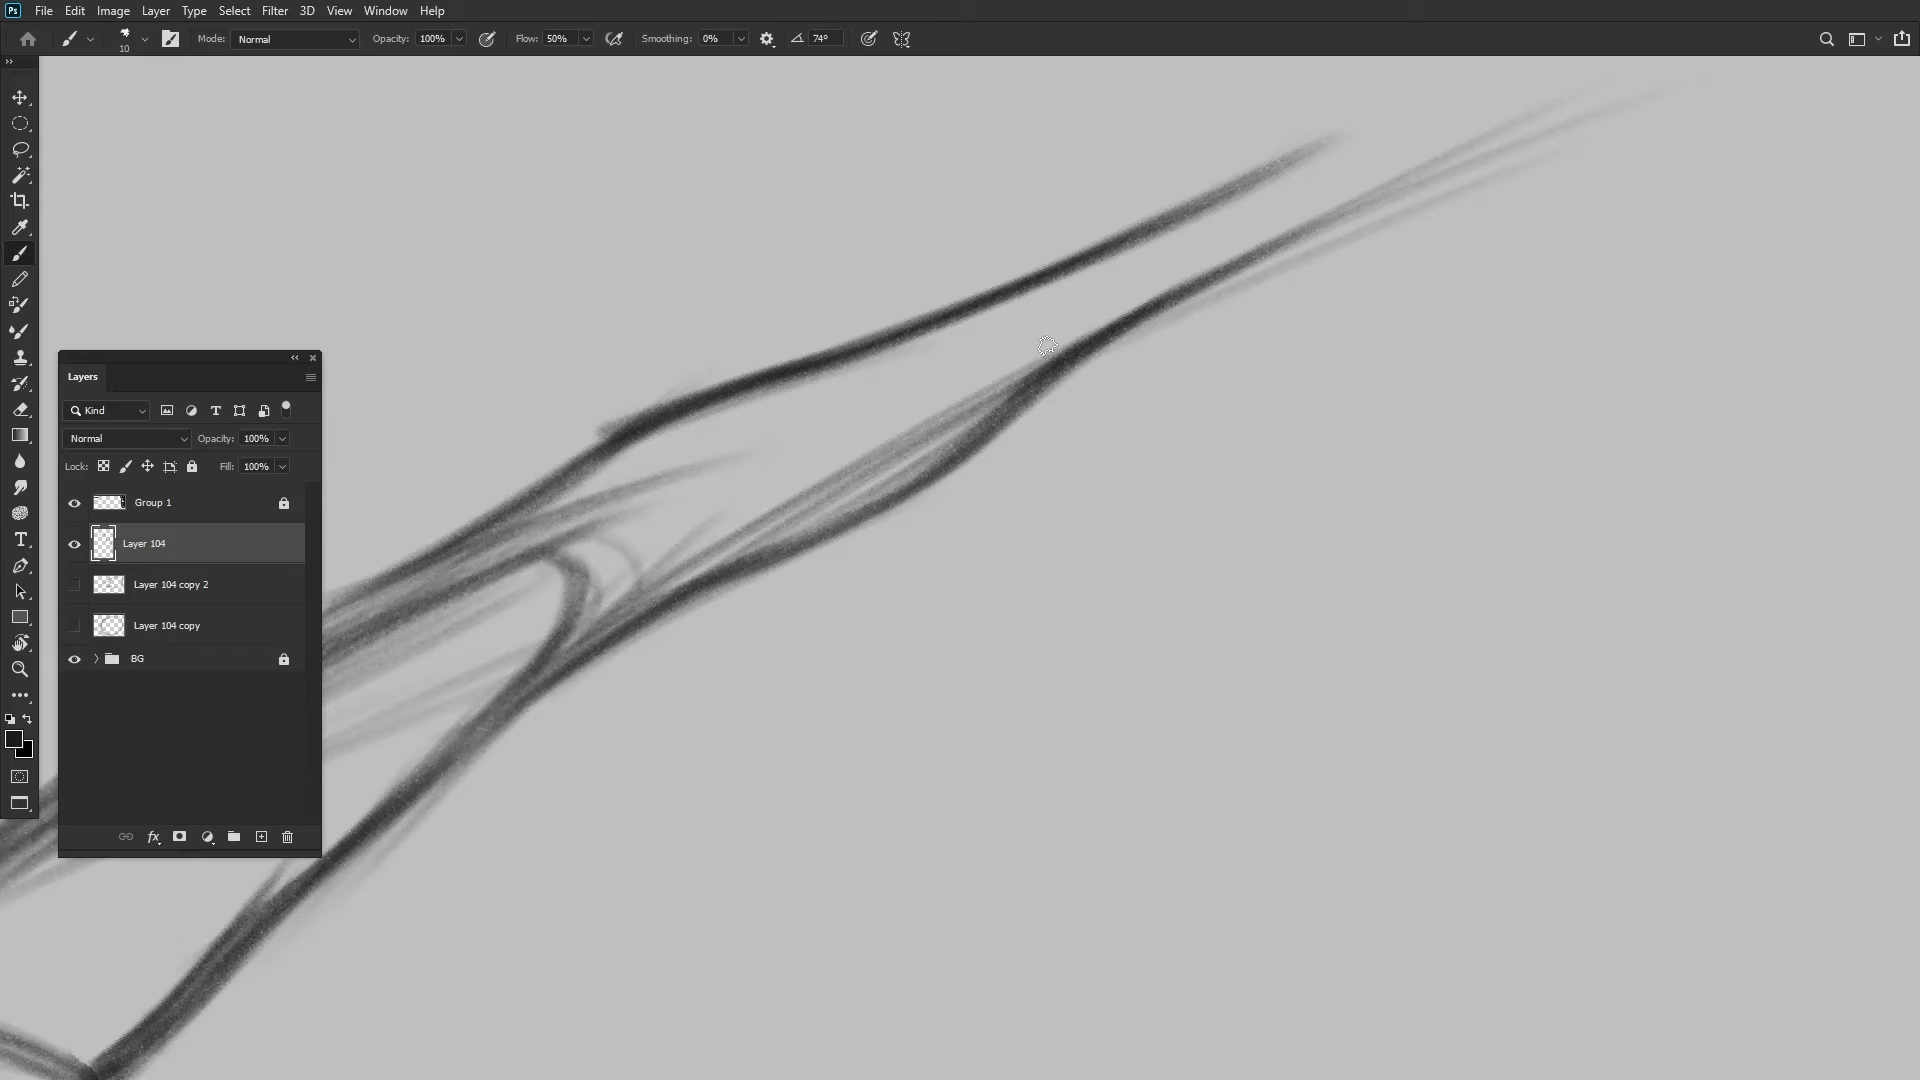 Ps File Edit Image Layer Type Select Filter 3D View Window Help
10 Mode: Normal Opacity: 100% Flow: 50% Smoothing: 0% 74°
Layers
Kind
Normal Opacity: 100%
Lock: Fill: 100%
Group 1
Layer 104
Layer 104 copy 2
Layer 104 copy
BG
fx